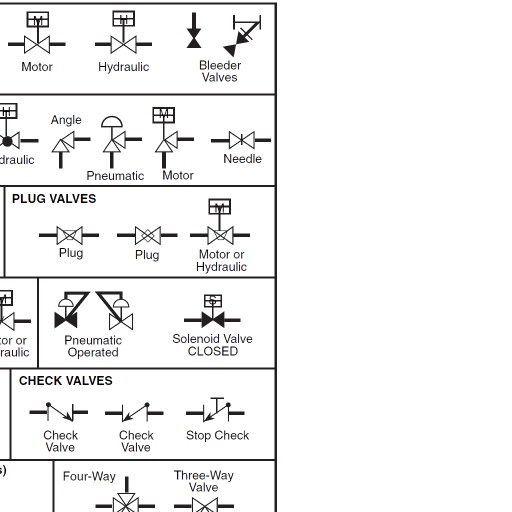 M
H
Motor
Hydraulic
Bleeder
Valves
H
Angle
M
draulic
Pneumatic
Motor
Needle
PLUG VALVES
M
Plug
Plug
Motor or
Hydraulic
M
S
tor or
raulic
Pneumatic
Operated
Solenoid Valve
CLOSED
CHECK VALVES
Check
Valve
Check
Valve
Stop Check
s)
Four-Way
Three-Way
Valve